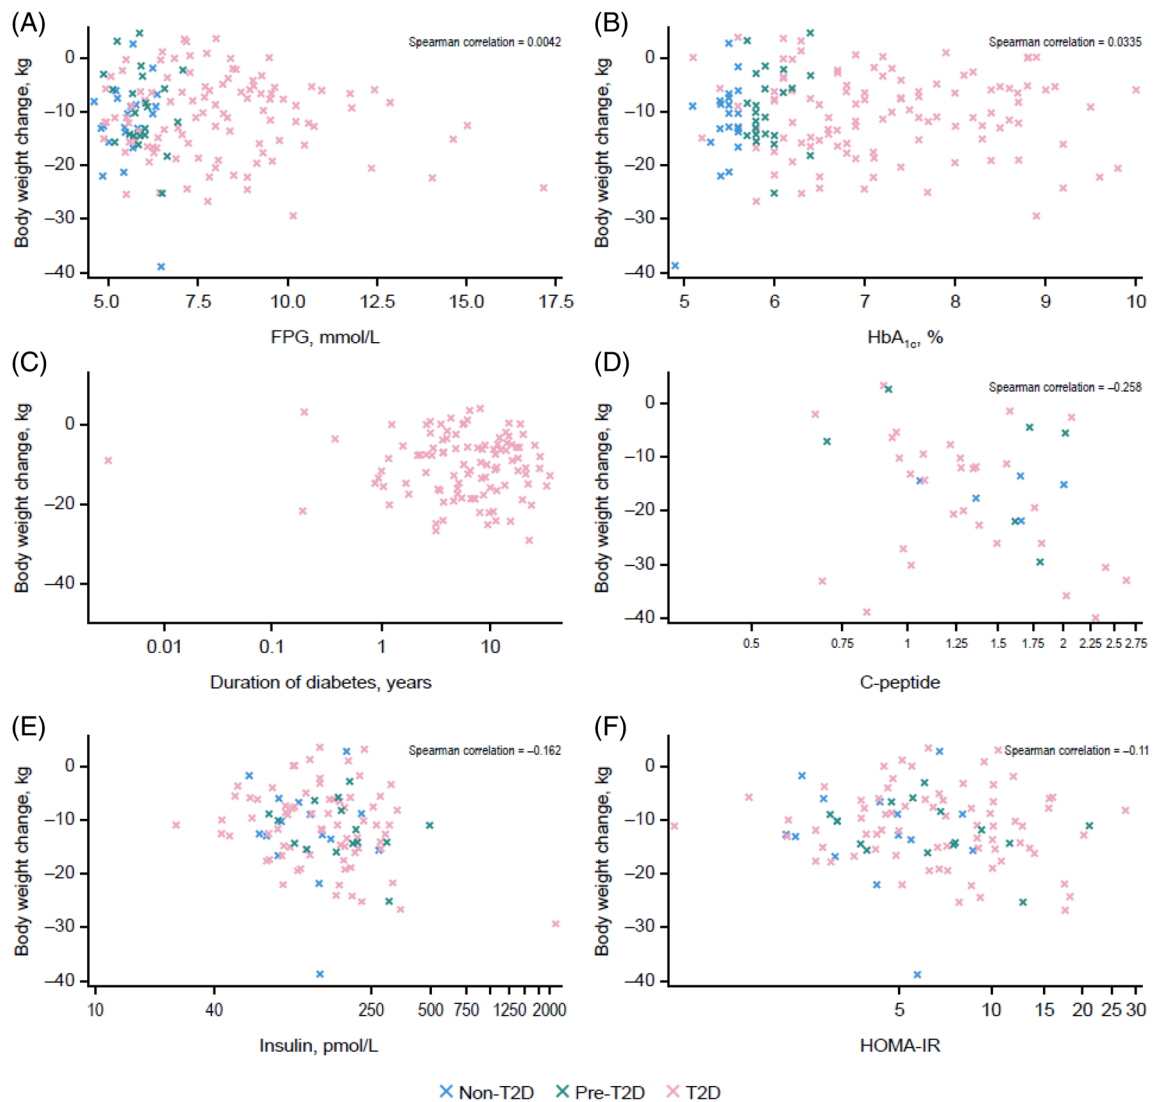 (A)
Spearman correlation = 0.0042
Body weight change, kg
0
–10
–20
–30
–40
5.0 7.5 10.0 12.5 15.0 17.5
FPG, mmol/L
(B)
Spearman correlation = 0.0335
Body weight change, kg
0
–10
–20
–30
–40
5 6 7 8 9 10
HbA1c, %
(C)
Body weight change, kg
0
–20
–40
0.01 0.1 1 10
Duration of diabetes, years
(D)
Spearman correlation = –0.258
Body weight change, kg
0
–10
–20
–30
–40
0.5 0.75 1 1.25 1.5 1.75 2 2.25 2.5 2.75
C-peptide
(E)
Spearman correlation = –0.162
Body weight change, kg
0
–10
–20
–30
–40
10 40 250 500 750 1250 2000
Insulin, pmol/L
(F)
Spearman correlation = –0.11
Body weight change, kg
0
–10
–20
–30
–40
5 10 15 20 25 30
HOMA-IR
Non-T2D Pre-T2D T2D